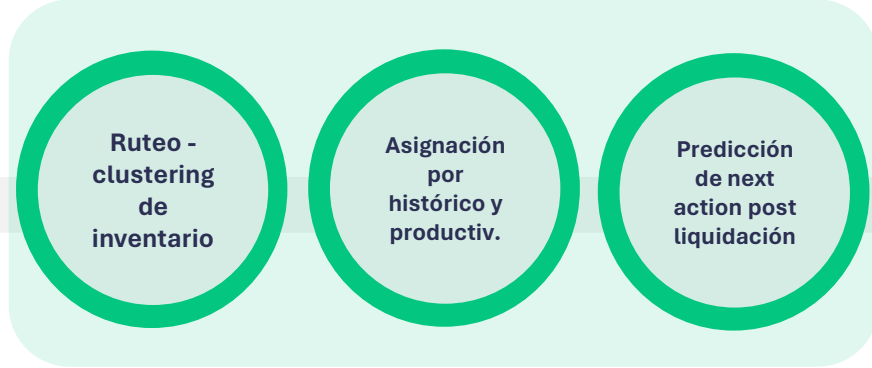 Ruteo -
clustering
de
inventario
Asignación
por
histórico y
productiv.
Predicción
de next
action post
liquidación